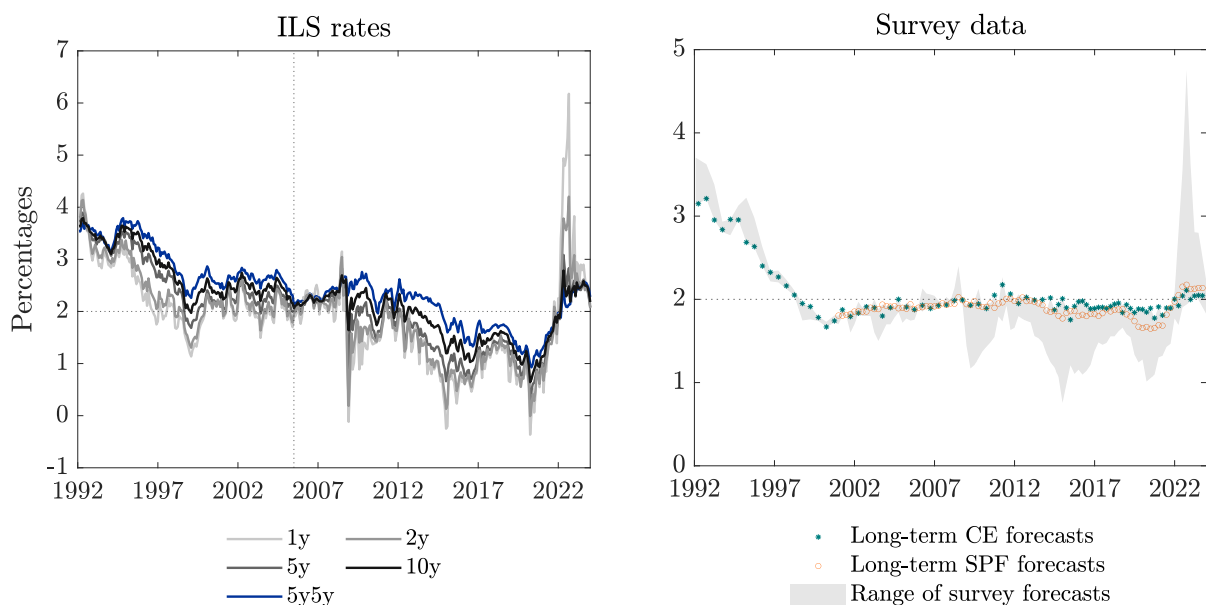 ILS rates
Percentages
7
6
5
4
3
2
1
0
-1
1992 1997 2002 2007 2012 2017 2022
1y 2y
5y 10y
5y5y
Survey data
5
4
3
2
1
0
1992 1997 2002 2007 2012 2017 2022
Long-term CE forecasts
Long-term SPF forecasts
Range of survey forecasts